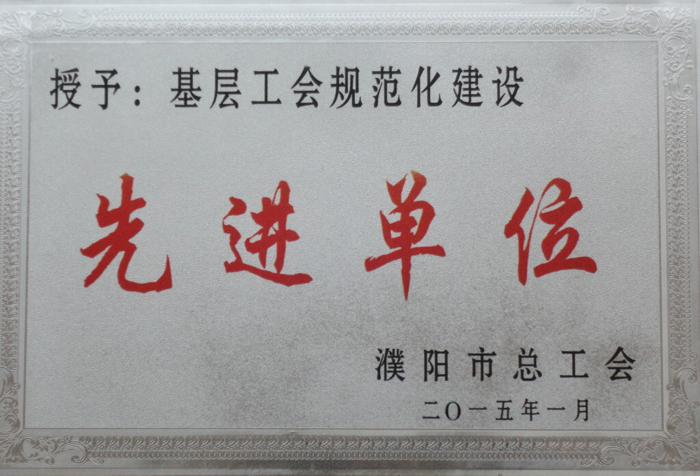 授予：基层工会规范化建设
先进单位
濮阳市总工会
二〇一五年一月